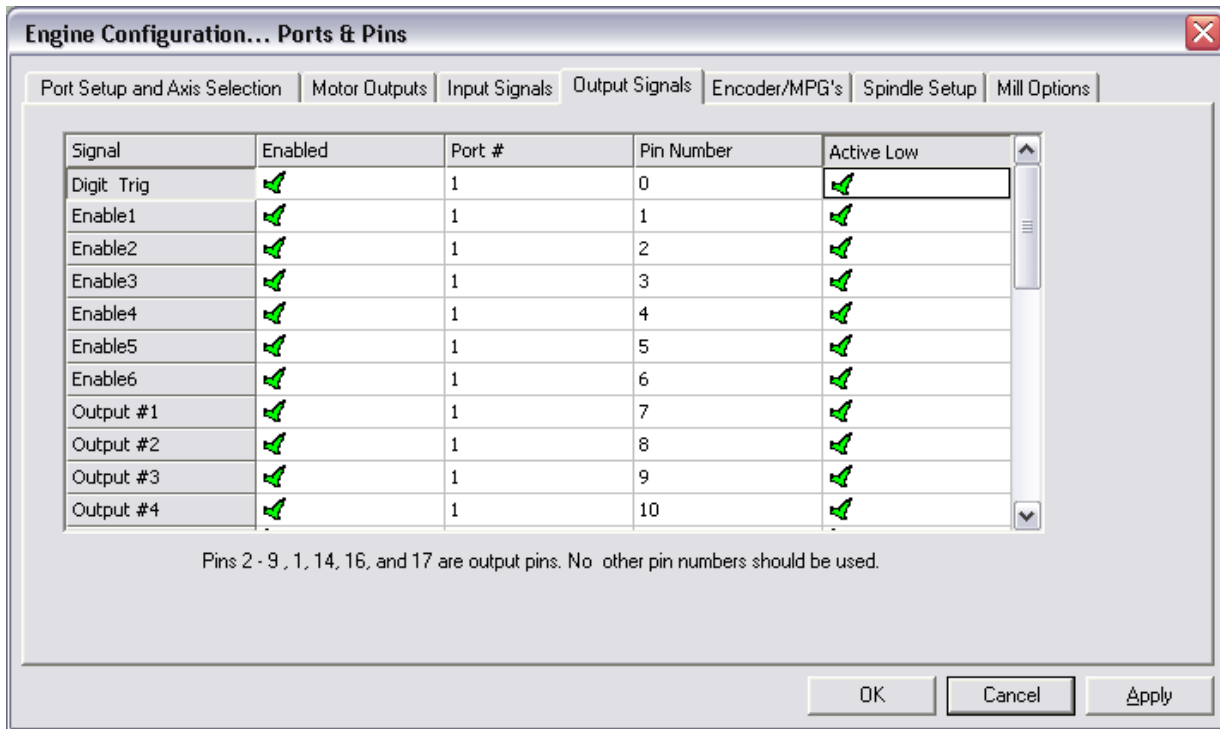 Engine Configuration... Ports & Pins
Port Setup and Axis Selection Motor Outputs Input Signals Output Signals Encoder/MPG's Spindle Setup Mill Options
Signal Enabled Port # Pin Number Active Low
Digit Trig 1 0
Enable1 1 1
Enable2 1 2
Enable3 1 3
Enable4 1 4
Enable5 1 5
Enable6 1 6
Output #1 1 7
Output #2 1 8
Output #3 1 9
Output #4 1 10
Pins 2 - 9 , 1, 14, 16, and 17 are output pins. No other pin numbers should be used.
OK Cancel Apply